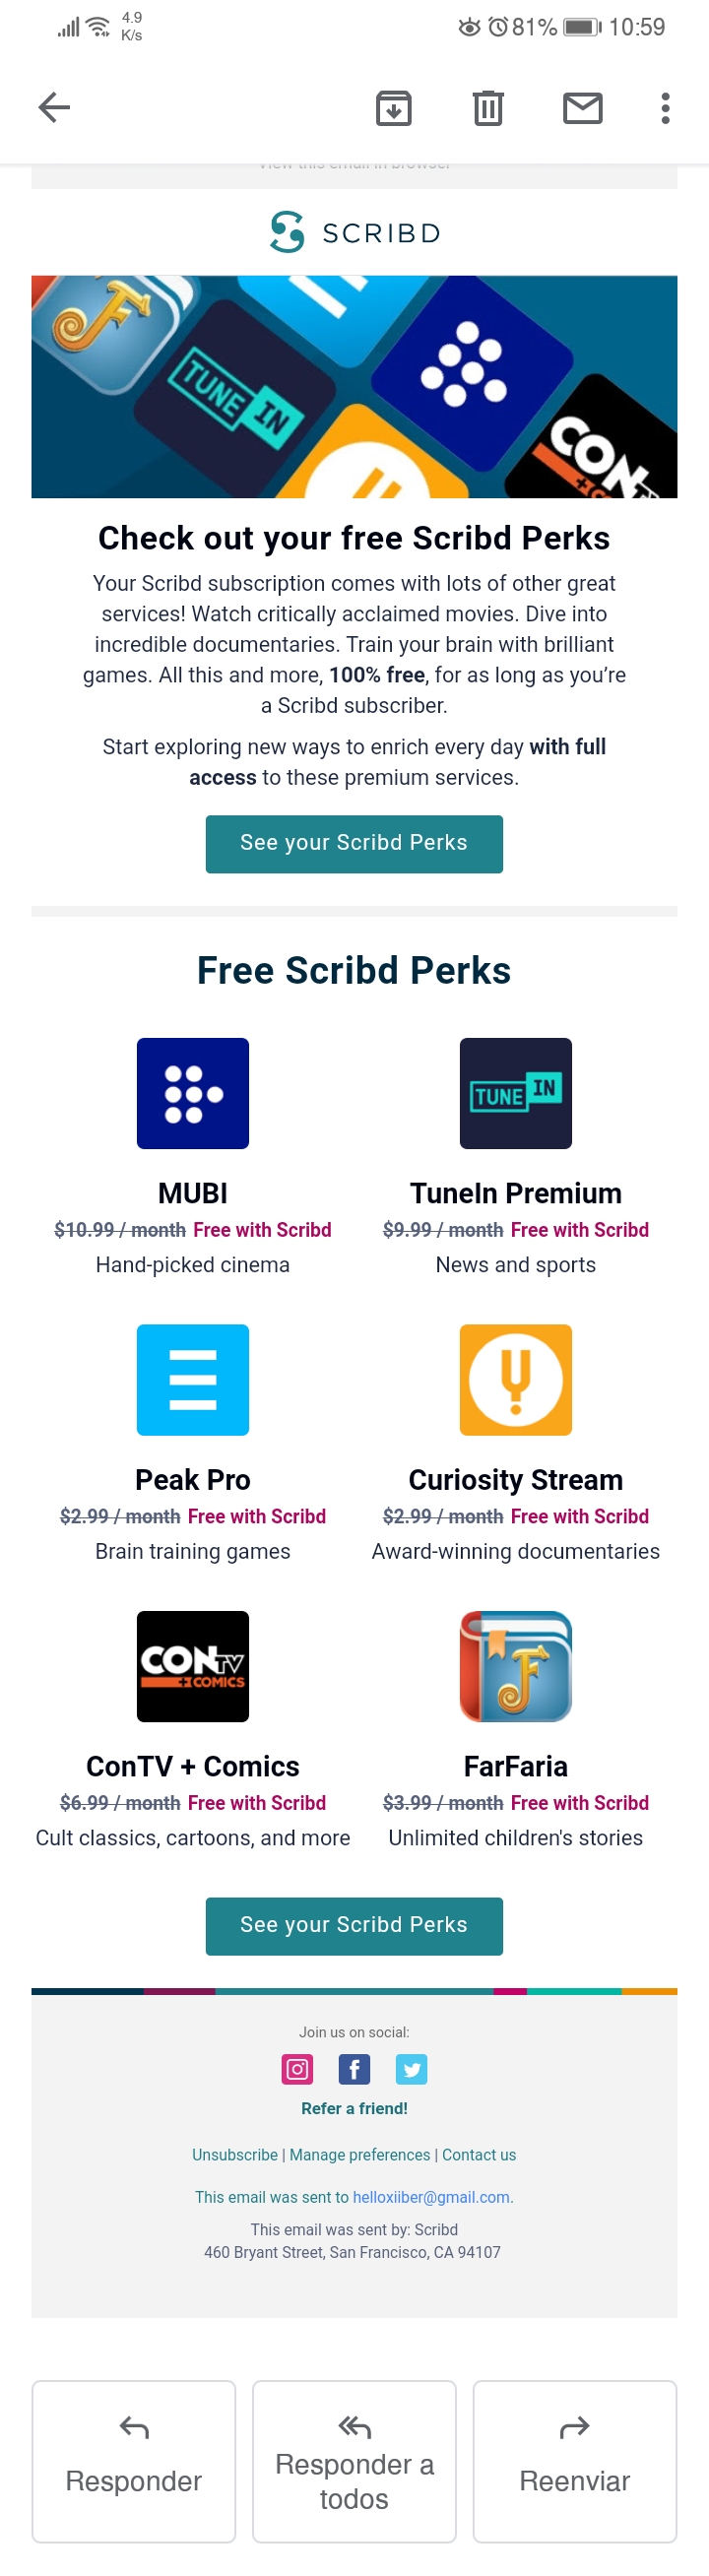 4.9
K/s
81%
10:59
View this email in browser
SCRIBD
TUNE IN
CONTV
Check out your free Scribd Perks
Your Scribd subscription comes with lots of other great
services! Watch critically acclaimed movies. Dive into
incredible documentaries. Train your brain with brilliant
games. All this and more, 100% free, for as long as you’re
a Scribd subscriber.
Start exploring new ways to enrich every day with full
access to these premium services.
See your Scribd Perks
Free Scribd Perks
TUNE IN
MUBI
TuneIn Premium
$10.99 / month Free with Scribd
$9.99 / month Free with Scribd
Hand-picked cinema
News and sports
Peak Pro
Curiosity Stream
$2.99 / month Free with Scribd
$2.99 / month Free with Scribd
Brain training games
Award-winning documentaries
CONTV
+COMICS
ConTV + Comics
FarFaria
$6.99 / month Free with Scribd
$3.99 / month Free with Scribd
Cult classics, cartoons, and more
Unlimited children's stories
See your Scribd Perks
Join us on social:
Refer a friend!
Unsubscribe | Manage preferences | Contact us
This email was sent to helloxiiber@gmail.com.
This email was sent by: Scribd
460 Bryant Street, San Francisco, CA 94107
Responder
Responder a
todos
Reenviar